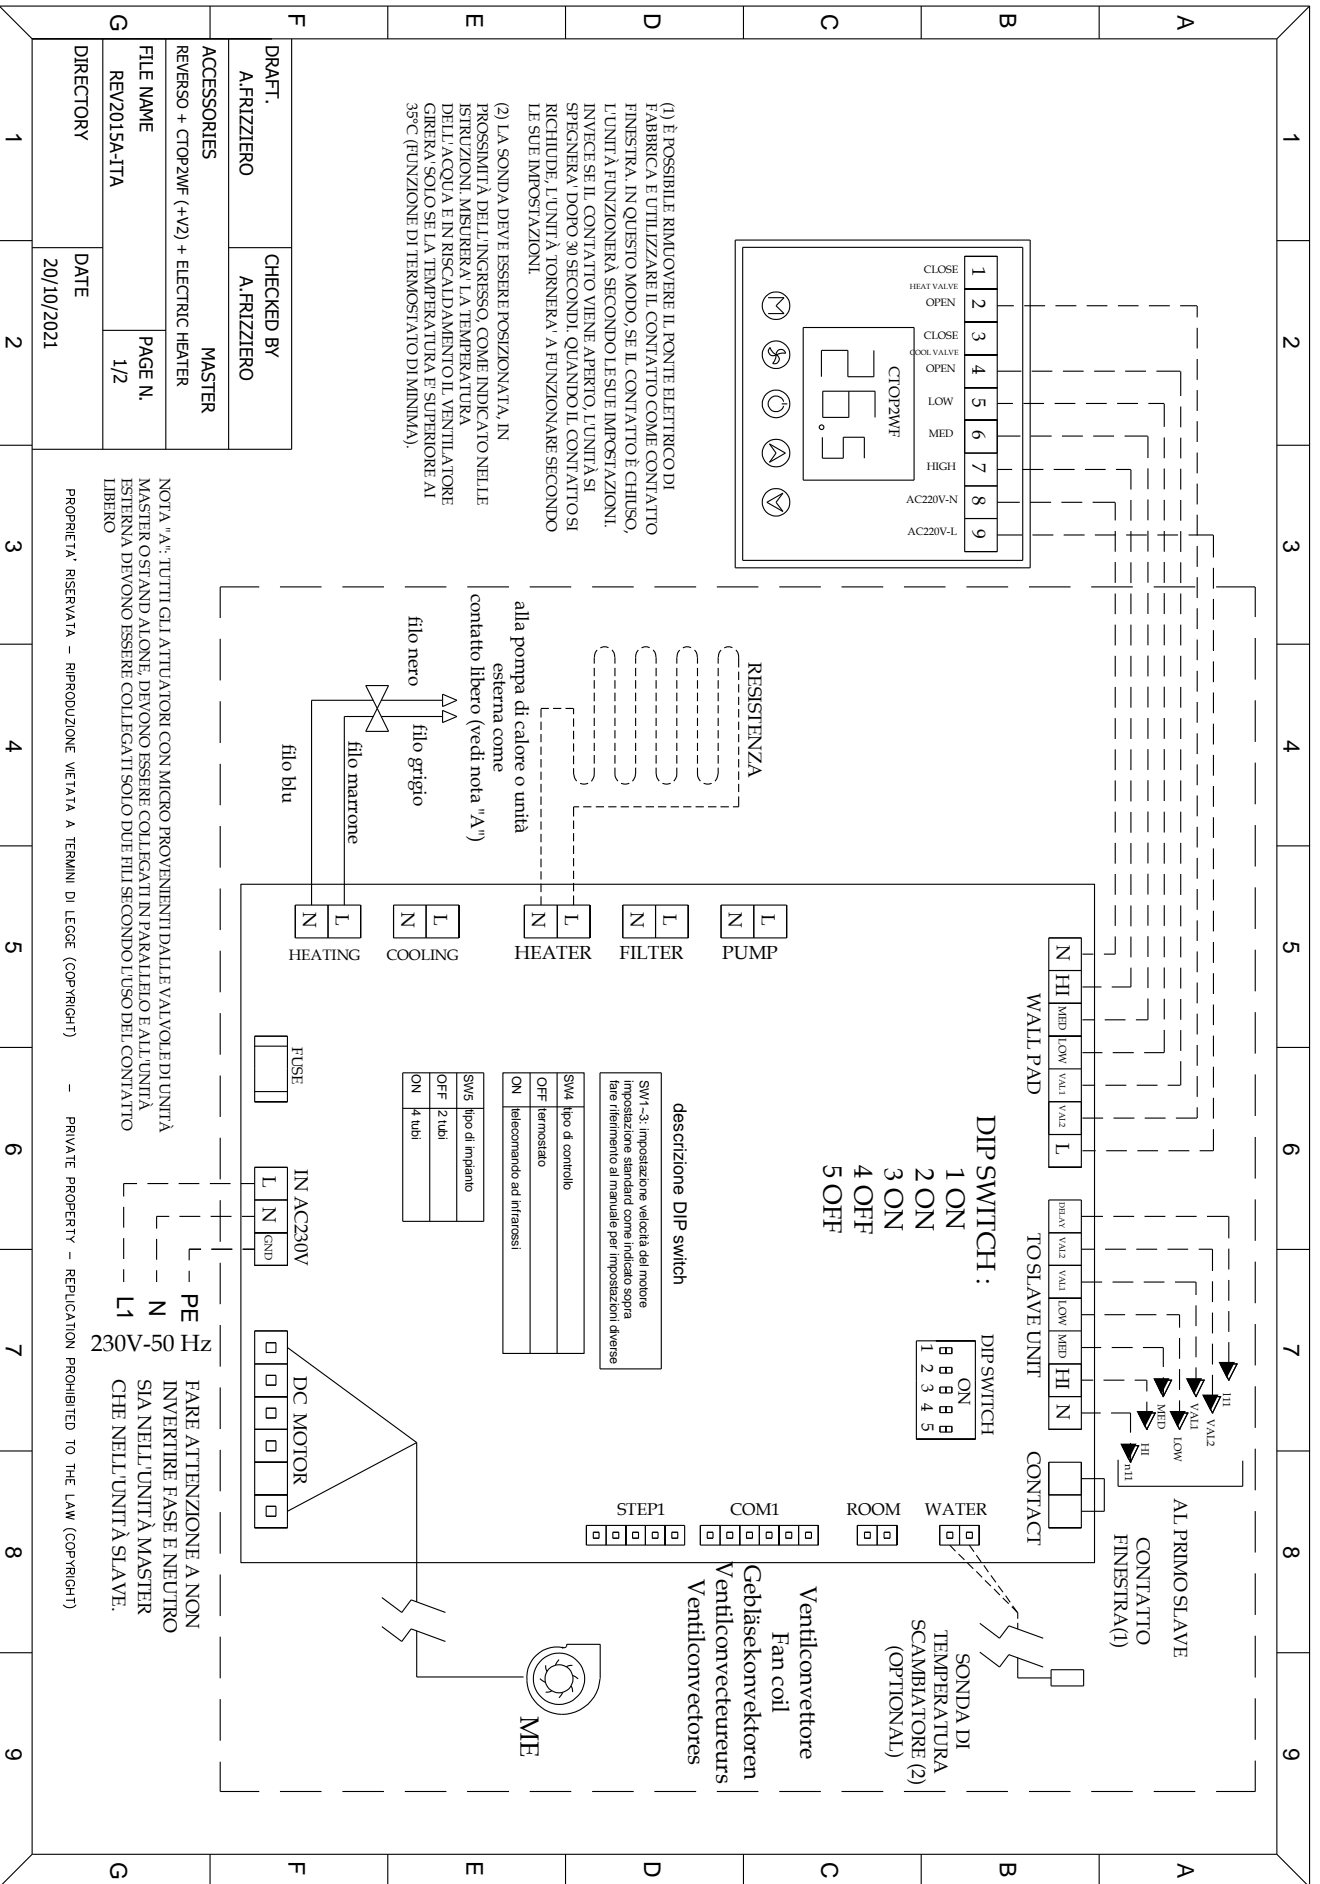 1
2
3
4
5
6
7
8
9
A
B
C
D
E
F
G
CLOSE
HEAT VALVE
OPEN
CLOSE
COOL VALVE
OPEN
LOW
MED
HIGH
AC220V-N
AC220V-L
1
2
3
4
5
6
7
8
9
CTOP2WF
26.5
M
(1) È POSSIBILE RIMUOVERE IL PONTE ELETTRICO DI
FABBRICA E UTILIZZARE IL CONTATTO COME CONTATTO
FINESTRA. IN QUESTO MODO, SE IL CONTATTO È CHIUSO,
L'UNITÀ FUNZIONERÀ SECONDO LE SUE IMPOSTAZIONI.
INVECE SE IL CONTATTO VIENE APERTO, L'UNITÀ SI
SPEGNERA' DOPO 30 SECONDI. QUANDO IL CONTATTO SI
RICHIUDE, L'UNITÀ TORNERA' A FUNZIONARE SECONDO
LE SUE IMPOSTAZIONI.
(2) LA SONDA DEVE ESSERE POSIZIONATA, IN
PROSSIMITÀ DELL'INGRESSO, COME INDICATO NELLE
ISTRUZIONI. MISURERA' LA TEMPERATURA
DELL'ACQUA E IN RISCALDAMENTO IL VENTILATORE
GIRERA' SOLO SE LA TEMPERATURA E' SUPERIORE AI
35°C (FUNZIONE DI TERMOSTATO DI MINIMA).
WALL PAD
N
HI
MED
LOW
VAL1
VAL2
L
TO SLAVE UNIT
DELAY
VAL2
VAL1
LOW
MED
HI
N
l11
VAL2
VAL1
LOW
MED
HI
n11
AL PRIMO SLAVE
CONTACT
CONTATTO
FINESTRA(1)
DIP SWITCH :
1 ON
2 ON
3 ON
4 OFF
5 OFF
DIP SWITCH
ON
1 2 3 4 5
WATER
ROOM
COM1
STEP1
SONDA DI
TEMPERATURA
SCAMBIATORE (2)
(OPTIONAL)
Ventilconvettore
Fan coil
Gebläsekonvektoren
Ventilconvecteureurs
Ventilconvectores
RESISTENZA
PUMP
L
N
FILTER
L
N
HEATER
L
N
COOLING
L
N
HEATING
L
N
alla pompa di calore o unità
esterna come
contatto libero (vedi nota "A")
filo nero
filo grigio
filo marrone
filo blu
descrizione DIP switch
SW1~3: impostazione velocità del motore
impostazione standard come indicato sopra
fare riferimento al manuale per impostazioni diverse
SW4 tipo di controllo
OFF termostato
ON telecomando ad infrarossi
SW5 tipo di impianto
OFF 2 tubi
ON 4 tubi
FUSE
IN AC230V
L
N
GND
DC MOTOR
ME
PE
N
L1
230V-50 Hz
FARE ATTENZIONE A NON
INVERTIRE FASE E NEUTRO
SIA NELL'UNITÀ MASTER
CHE NELL'UNITÀ SLAVE.
NOTA "A": TUTTI GLI ATTUATORI CON MICRO PROVENIENTI DALLE VALVOLE DI UNITÀ
MASTER O STAND ALONE, DEVONO ESSERE COLLEGATI IN PARALLELO E ALL'UNITÀ
ESTERNA DEVONO ESSERE COLLEGATI SOLO DUE FILI SECONDO L'USO DEL CONTATTO
LIBERO
DRAFT.
A.FRIZZIERO
CHECKED BY
A.FRIZZIERO
ACCESSORIES
MASTER
REVERSO + CTOP2WF (+V2) + ELECTRIC HEATER
FILE NAME
REV2015A-ITA
PAGE N.
1/2
DIRECTORY
DATE
20/10/2021
PROPRIETA' RISERVATA - RIPRODUZIONE VIETATA A TERMINI DI LEGGE (COPYRIGHT) - PRIVATE PROPERTY - REPLICATION PROHIBITED TO THE LAW (COPYRIGHT)
1
2
3
4
5
6
7
8
9
A
B
C
D
E
F
G